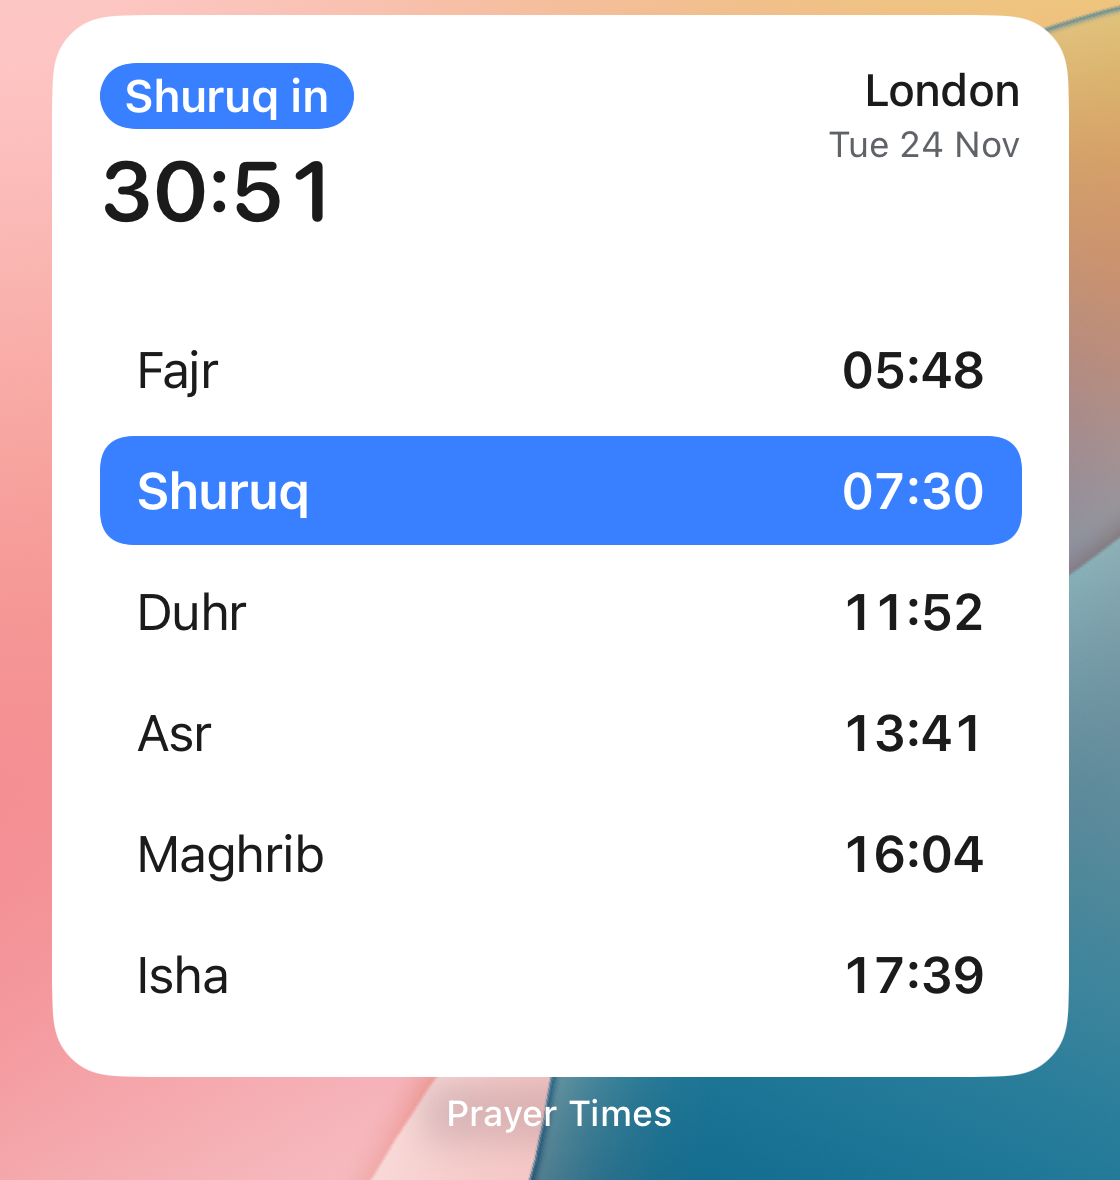 Shuruq in
London
30:51
Tue 24 Nov
Fajr 05:48
Shuruq 07:30
Duhr 11:52
Asr 13:41
Maghrib 16:04
Isha 17:39
Prayer Times